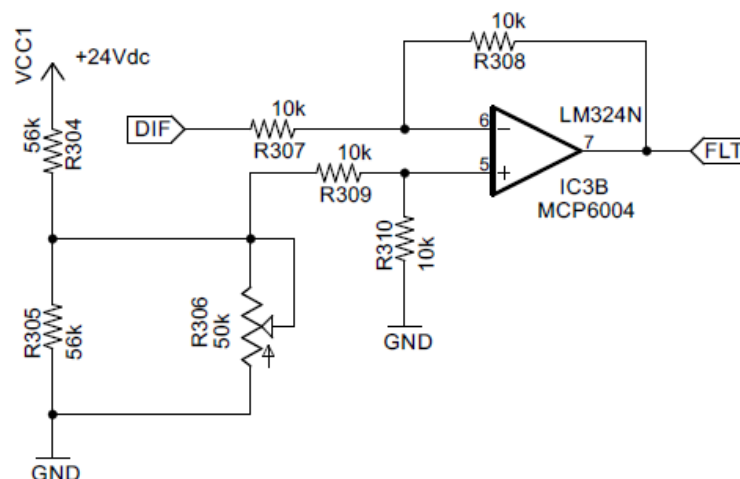 VCC1
+24Vdc
56k
R304
DIF
10k
R307
10k
R308
10k
R309
6
5
7
LM324N
IC3B
MCP6004
FLT
R310
10k
GND
R305
56k
R306
50k
GND